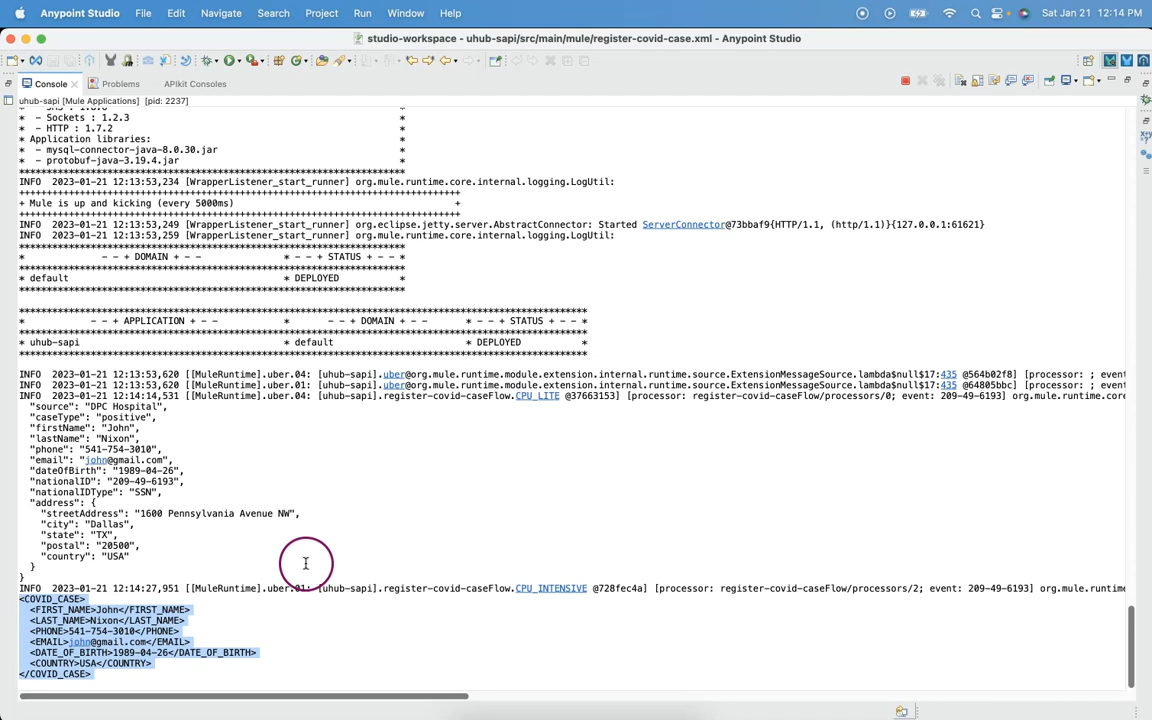 Anypoint Studio File Edit Navigate Search Project Run Window Help Sat Jan 21 12:14 PM
studio-workspace - uhub-sapi/src/main/mule/register-covid-case.xml - Anypoint Studio
Console Problems APIkit Consoles
uhub-sapi [Mule Applications] [pid: 2237]
* - Sockets : 1.2.3 *
* - HTTP : 1.7.2 *
* Application libraries: *
* - mysql-connector-java-8.0.30.jar *
* - protobuf-java-3.19.4.jar *
INFO 2023-01-21 12:13:53,234 [WrapperListener_start_runner] org.mule.runtime.core.internal.logging.LogUtil:
+ Mule is up and kicking (every 5000ms) +
INFO 2023-01-21 12:13:53,249 [WrapperListener_start_runner] org.eclipse.jetty.server.AbstractConnector: Started ServerConnector@73bbaf9{HTTP/1.1, (http/1.1)}{127.0.0.1:61621}
INFO 2023-01-21 12:13:53,259 [WrapperListener_start_runner] org.mule.runtime.core.internal.logging.LogUtil:
* - - + DOMAIN + - - * - - + STATUS + - - *
* default * DEPLOYED *
* - - + APPLICATION + - - * - - + DOMAIN + - - * - - + STATUS + - - *
* uhub-sapi * default * DEPLOYED *
INFO 2023-01-21 12:13:53,620 [[MuleRuntime].uber.04: [uhub-sapi].uber@org.mule.runtime.module.extension.internal.runtime.source.ExtensionMessageSource.lambda$null$17:435 @564b02f8] [processor: ; event
INFO 2023-01-21 12:13:53,620 [[MuleRuntime].uber.01: [uhub-sapi].uber@org.mule.runtime.module.extension.internal.runtime.source.ExtensionMessageSource.lambda$null$17:435 @64805bbc] [processor: ; event
INFO 2023-01-21 12:14:14,531 [[MuleRuntime].uber.04: [uhub-sapi].register-covid-caseFlow.CPU_LITE @37663153] [processor: register-covid-caseFlow/processors/0; event: 209-49-6193] org.mule.runtime.core
"source": "DPC Hospital",
"caseType": "positive",
"firstName": "John",
"lastName": "Nixon",
"phone": "541-754-3010",
"email": "john@gmail.com",
"dateOfBirth": "1989-04-26",
"nationalID": "209-49-6193",
"nationalIDType": "SSN",
"address": {
"streetAddress": "1600 Pennsylvania Avenue NW",
"city": "Dallas",
"state": "TX",
"postal": "20500",
"country": "USA"
}
}
INFO 2023-01-21 12:14:27,951 [[MuleRuntime].uber.01: [uhub-sapi].register-covid-caseFlow.CPU_INTENSIVE @728fec4a] [processor: register-covid-caseFlow/processors/2; event: 209-49-6193] org.mule.runtime
<COVID_CASE>
<FIRST_NAME>John</FIRST_NAME>
<LAST_NAME>Nixon</LAST_NAME>
<PHONE>541-754-3010</PHONE>
<EMAIL>john@gmail.com</EMAIL>
<DATE_OF_BIRTH>1989-04-26</DATE_OF_BIRTH>
<COUNTRY>USA</COUNTRY>
</COVID_CASE>